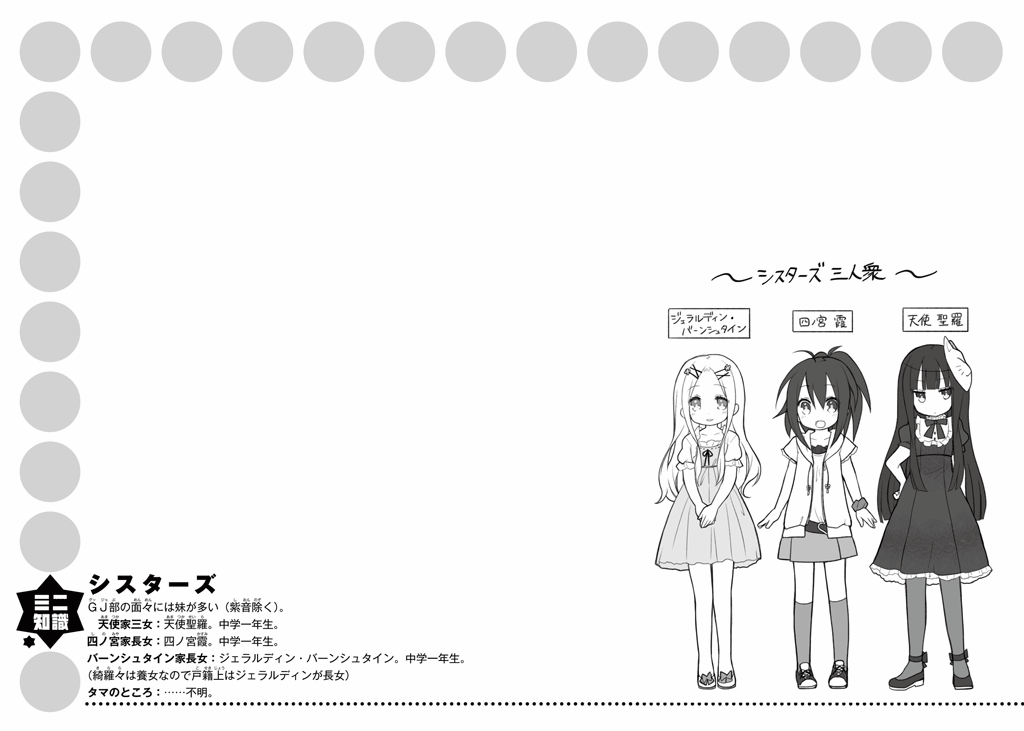 ～シスターズ 三人衆～
ジェラルディン・
バーンシュタイン
四ノ宮 霞
天使 聖羅
ミニ
知識
シスターズ
ＧＪ部の面々には妹が多い（紫音除く）。
天使家三女：天使聖羅。中学一年生。
四ノ宮家長女：四ノ宮霞。中学一年生。
バーンシュタイン家長女：ジェラルディン・バーンシュタイン。中学一年生。
（綺羅々は養女なので戸籍上はジェラルディンが長女）
タマのところ：……不明。